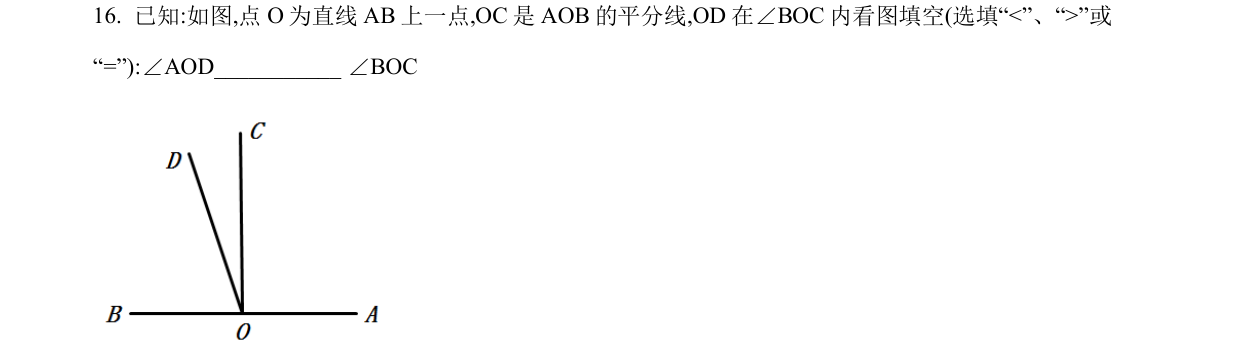 16. 已知:如图,点 O 为直线 AB 上一点,OC 是 AOB 的平分线,OD 在∠BOC 内看图填空(选填“<”、“>”或
“=”):∠AOD___________ ∠BOC
C
D
B
A
O